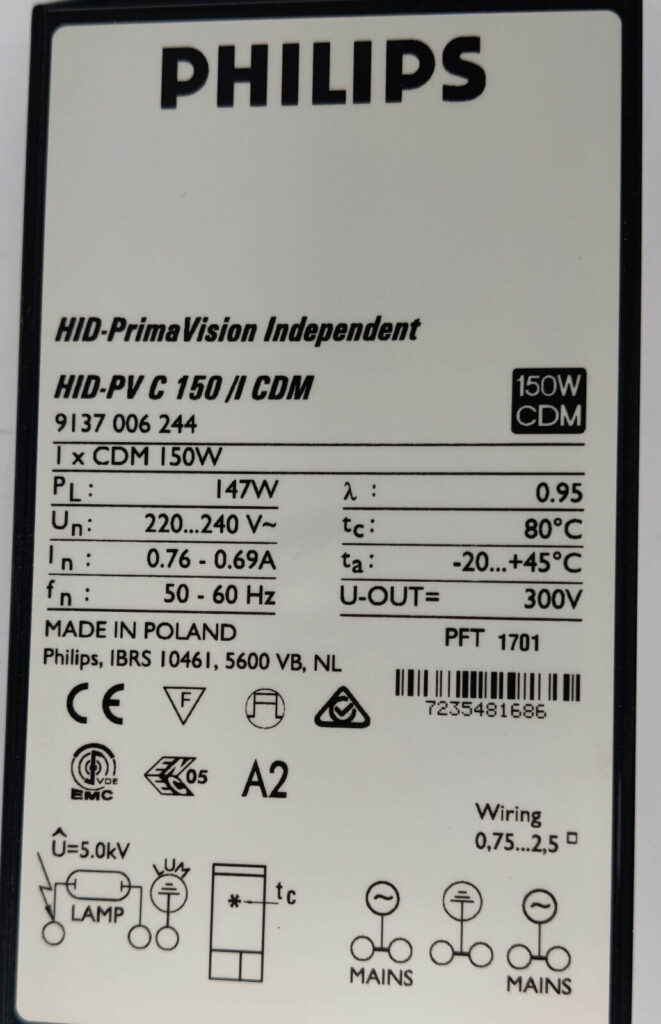 PHILIPS
HID-PrimaVision Independent
HID-PV C 150 /I CDM
150W
CDM
9137 006 244
1 x CDM 150W
PL: 147W
λ : 0.95
Un: 220...240 V~
tc: 80°C
In: 0.76 - 0.69A
ta: -20...+45°C
fn: 50 - 60 Hz
U-OUT= 300V
MADE IN POLAND
PFT 1701
Philips, IBRS 10461, 5600 VB, NL
7235481686
CE
F
VDE
EMC
ENEC 05
A2
Wiring
0,75...2,5 □
Û=5.0kV
LUM
LAMP
* tc
~
~
MAINS
MAINS